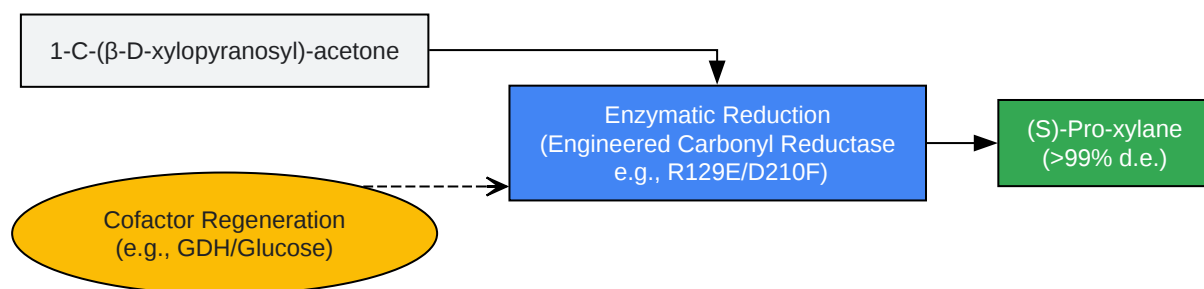 1-C-(β-D-xylopyranosyl)-acetone
Enzymatic Reduction
(Engineered Carbonyl Reductase
e.g., R129E/D210F)
(S)-Pro-xylane
(>99% d.e.)
Cofactor Regeneration
(e.g., GDH/Glucose)